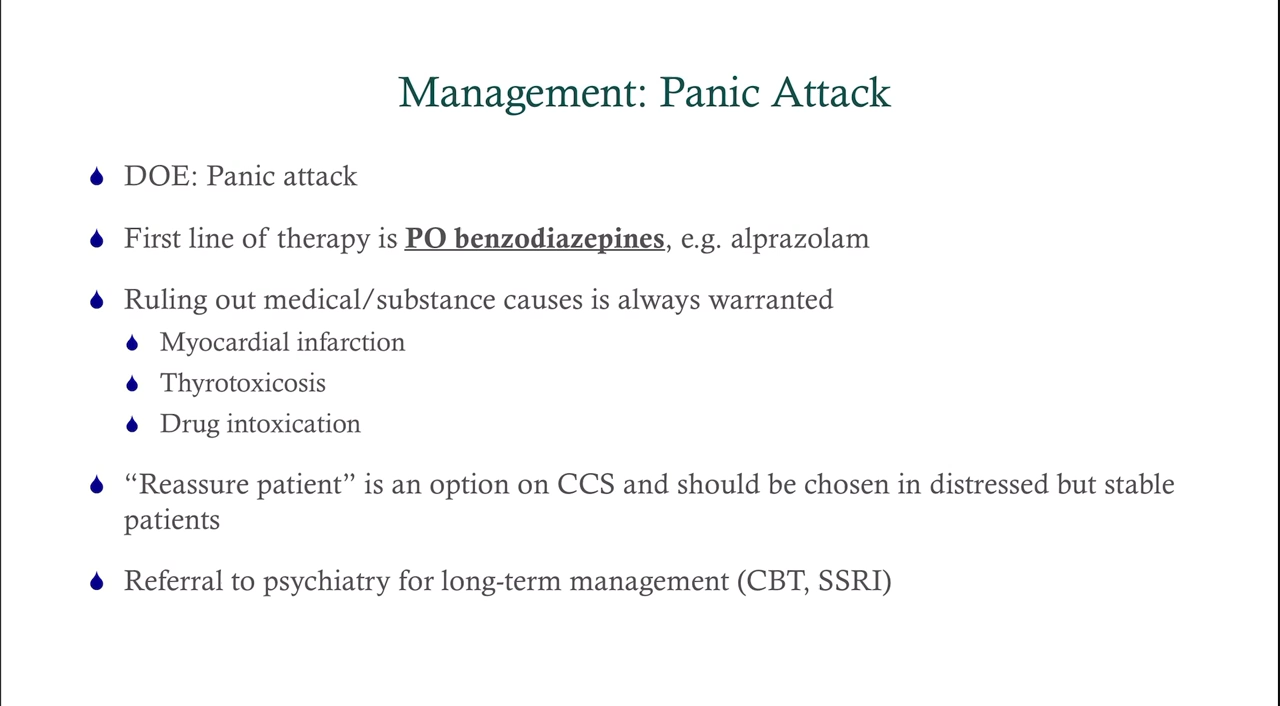 Management: Panic Attack
DOE: Panic attack
First line of therapy is PO benzodiazepines, e.g. alprazolam
Ruling out medical/substance causes is always warranted
Myocardial infarction
Thyrotoxicosis
Drug intoxication
“Reassure patient” is an option on CCS and should be chosen in distressed but stable
patients
Referral to psychiatry for long-term management (CBT, SSRI)